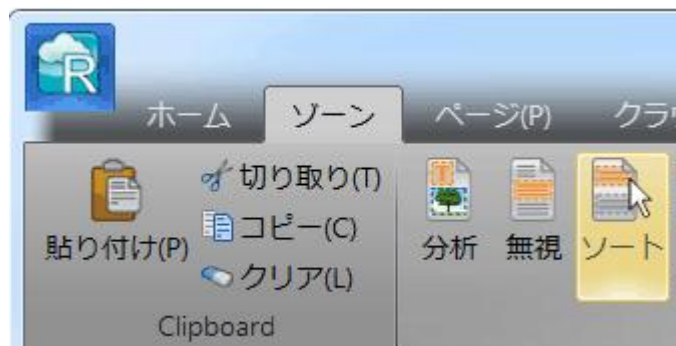 R
ホーム ゾーン ページ(P)
切り取り(T)
コピー(C)
貼り付け(P)
クリア(L)
分析 無視 ソート
Clipboard